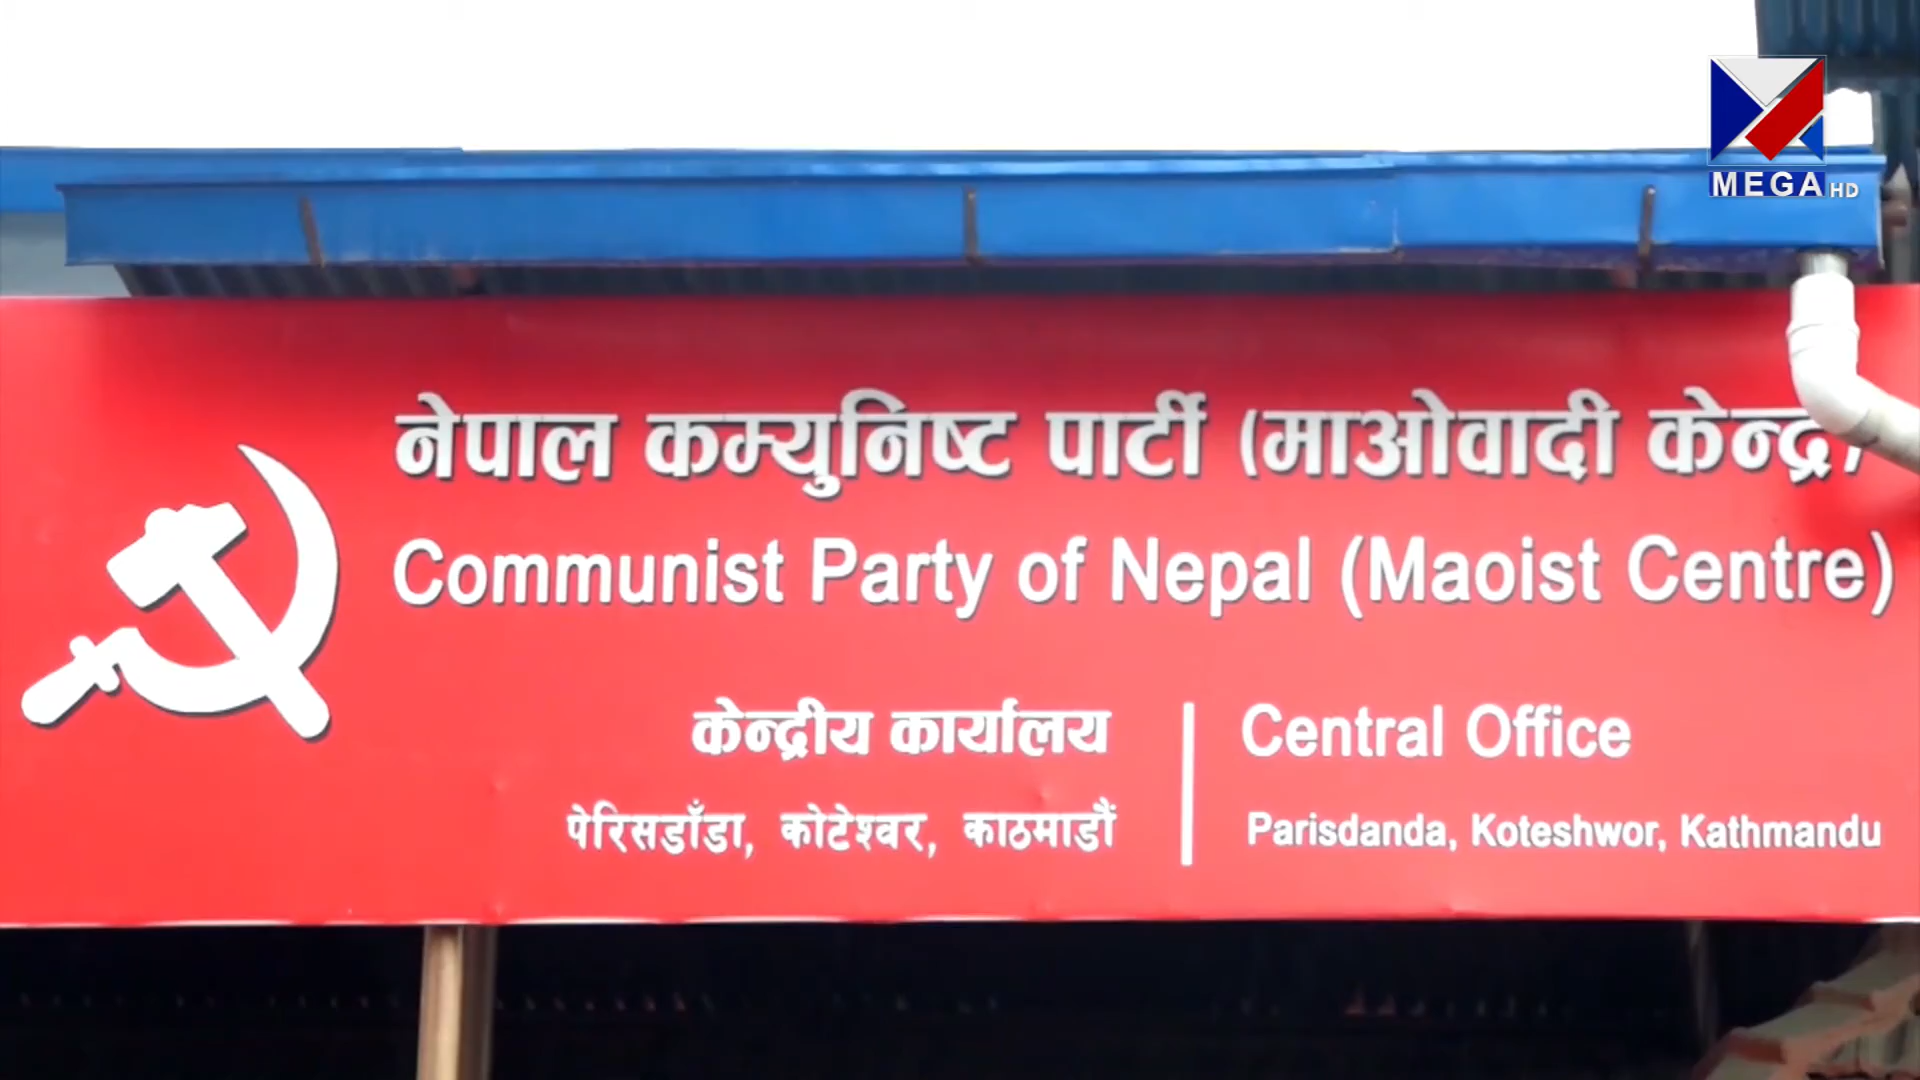 MEGA HD
नेपाल कम्युनिष्ट पार्टी (माओवादी केन्द्र)
Communist Party of Nepal (Maoist Centre)
केन्द्रीय कार्यालय
पेरिसडाँडा, कोटेश्वर, काठमाडौं
Central Office
Parisdanda, Koteshwor, Kathmandu